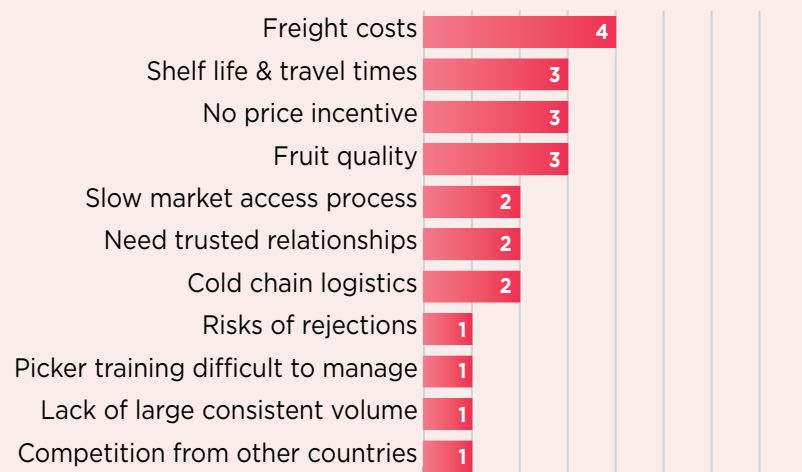 Freight costs 4
Shelf life & travel times 3
No price incentive 3
Fruit quality 3
Slow market access process 2
Need trusted relationships 2
Cold chain logistics 2
Risks of rejections 1
Picker training difficult to manage 1
Lack of large consistent volume 1
Competition from other countries 1